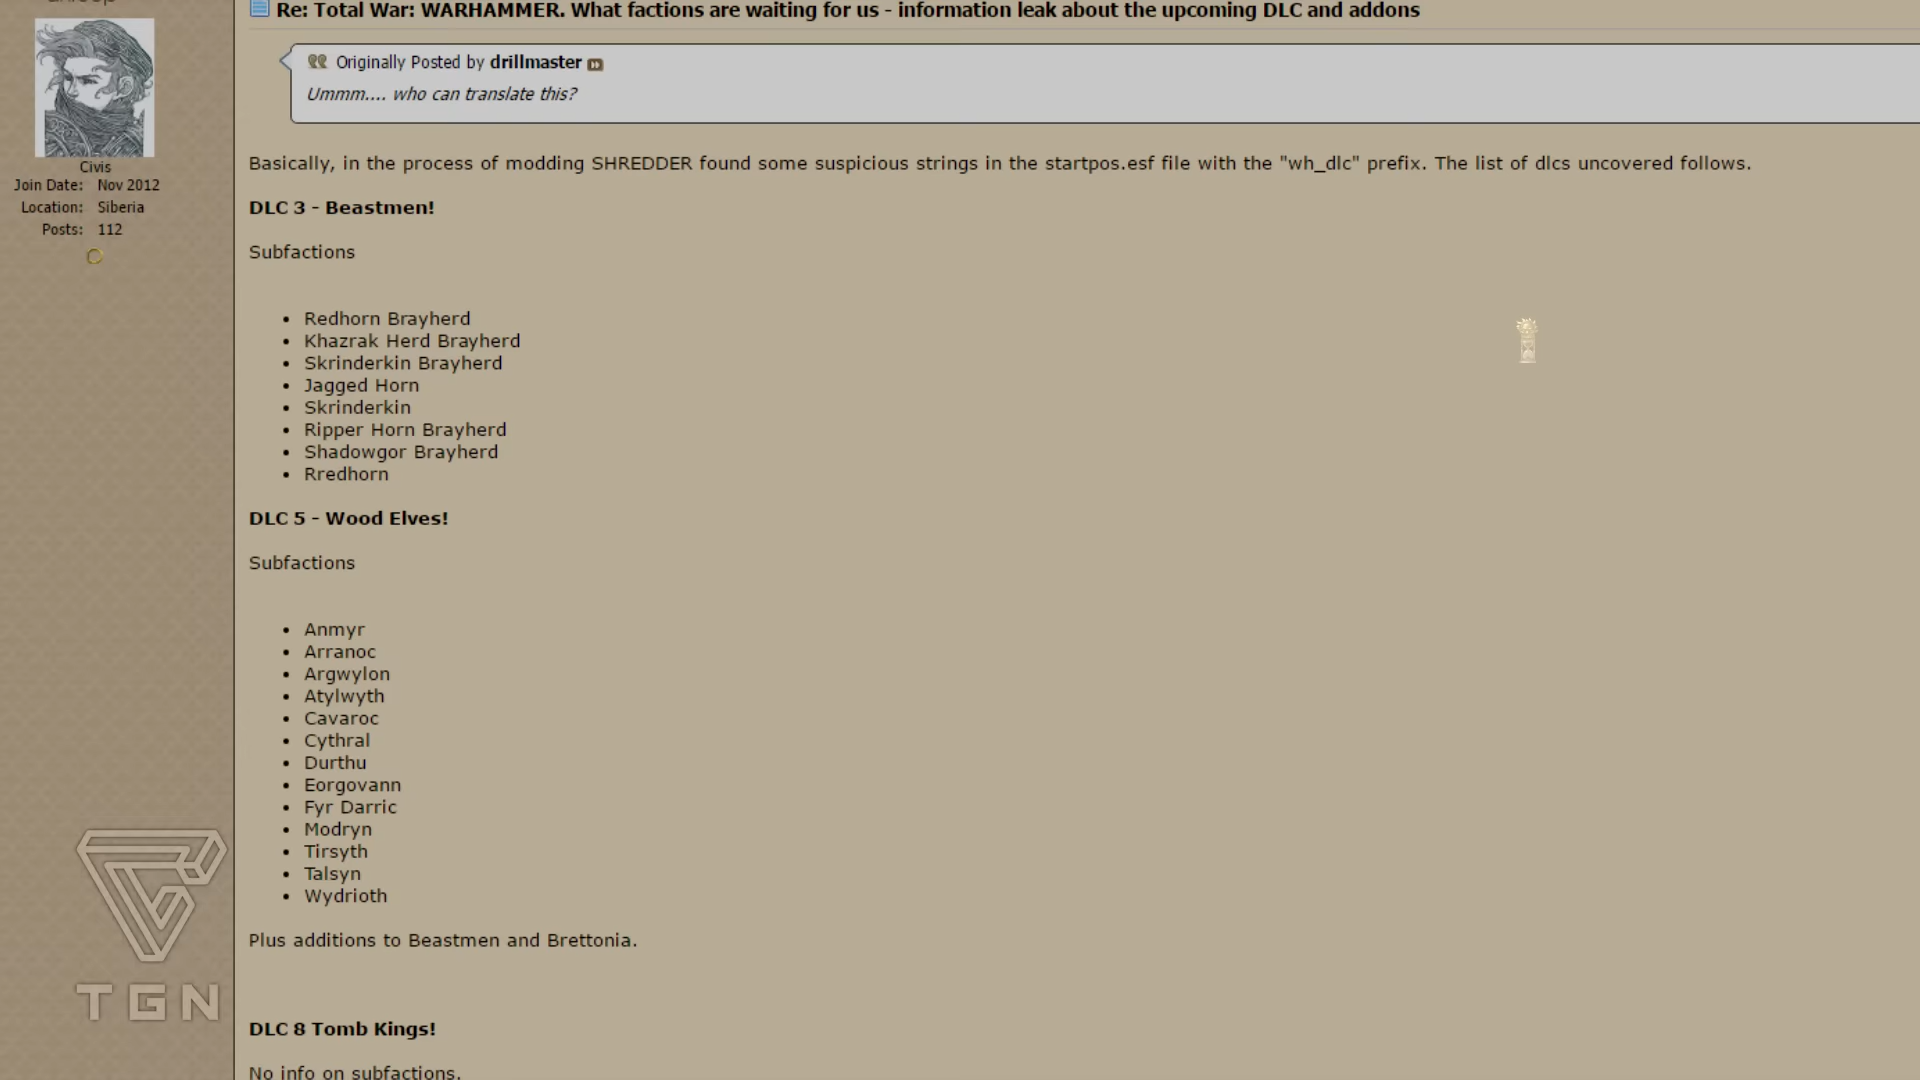 Re: Total War: WARHAMMER. What factions are waiting for us - information leak about the upcoming DLC and addons
Originally Posted by drillmaster
Ummm.... who can translate this?
Civis
Join Date: Nov 2012
Location: Siberia
Posts: 112
Basically, in the process of modding SHREDDER found some suspicious strings in the startpos.esf file with the "wh_dlc" prefix. The list of dlcs uncovered follows.
DLC 3 - Beastmen!
Subfactions
• Redhorn Brayherd
• Khazrak Herd Brayherd
• Skrinderkin Brayherd
• Jagged Horn
• Skrinderkin
• Ripper Horn Brayherd
• Shadowgor Brayherd
• Rredhorn
DLC 5 - Wood Elves!
Subfactions
• Anmyr
• Arranoc
• Argwylon
• Atylwyth
• Cavaroc
• Cythral
• Durthu
• Eorgovann
• Fyr Darric
• Modryn
• Tirsyth
• Talsyn
• Wydrioth
Plus additions to Beastmen and Brettonia.
TGN
DLC 8 Tomb Kings!
No info on subfactions.